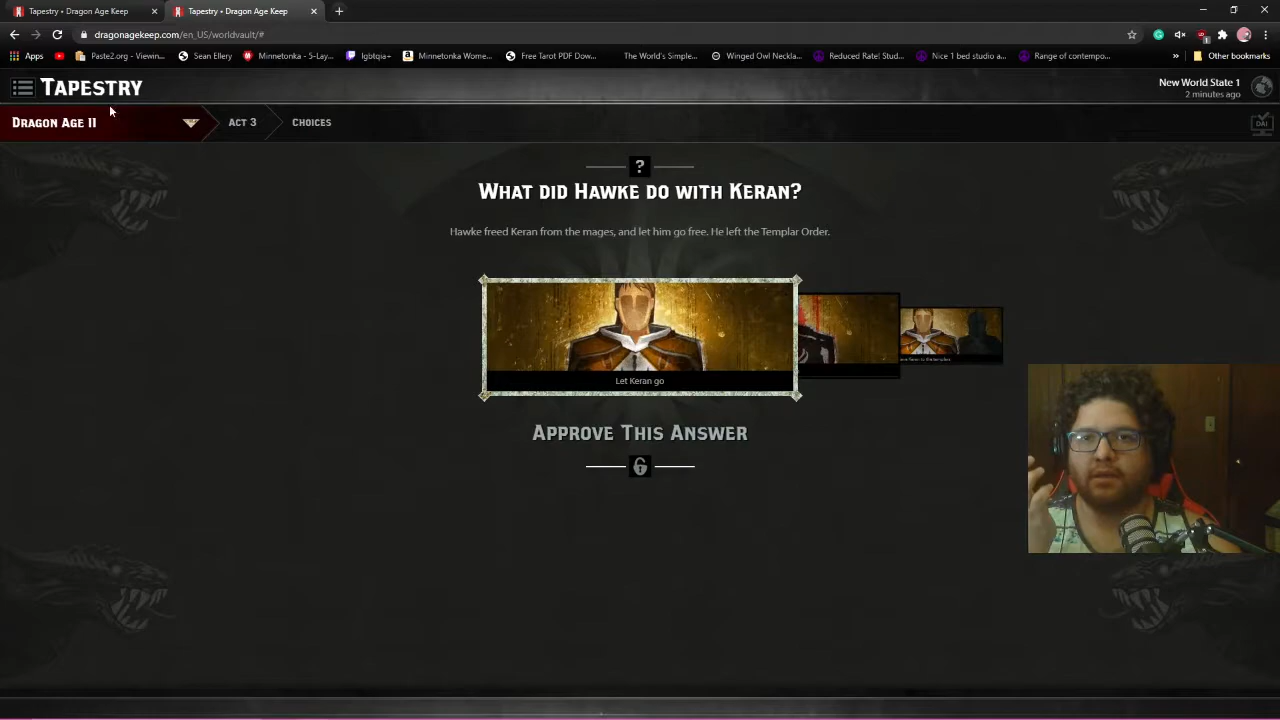 Tapestry • Dragon Age Keep
Tapestry • Dragon Age Keep
dragonagekeep.com/en_US/worldvault/#
Apps
Paste2.org - Viewin...
Sean Ellery
Minnetonka - 5-Lay...
lgbtqia+
Minnetonka Wome...
Free Tarot PDF Dow...
The World's Simple...
Winged Owl Neckla...
Reduced Rate! Stud...
Nice 1 bed studio a...
Range of contempo...
Other bookmarks
TAPESTRY
New World State 1
2 minutes ago
DRAGON AGE II
ACT 3
CHOICES
DAI
?
WHAT DID HAWKE DO WITH KERAN?
Hawke freed Keran from the mages, and let him go free. He left the Templar Order.
Let Keran go
APPROVE THIS ANSWER